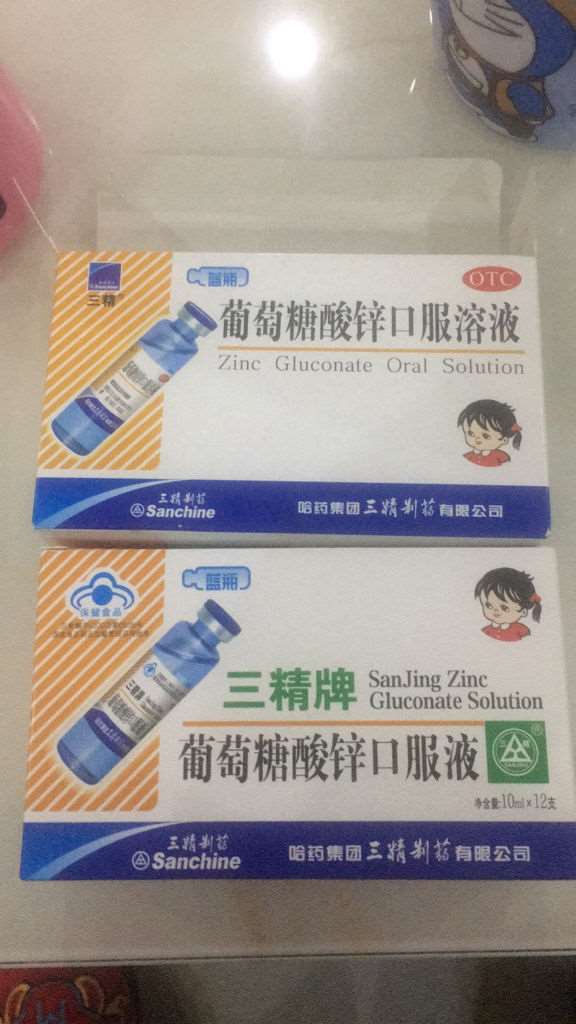 蓝瓶
OTC
Sanchine
三精
葡萄糖酸锌口服溶液
Zinc Gluconate Oral Solution
三精制药
Sanchine
哈药集团三精制药有限公司
蓝瓶
保健食品
三精牌
SanJing Zinc
Gluconate Solution
葡萄糖酸锌口服液
净含量:10ml×12支
三精制药
Sanchine
哈药集团三精制药有限公司